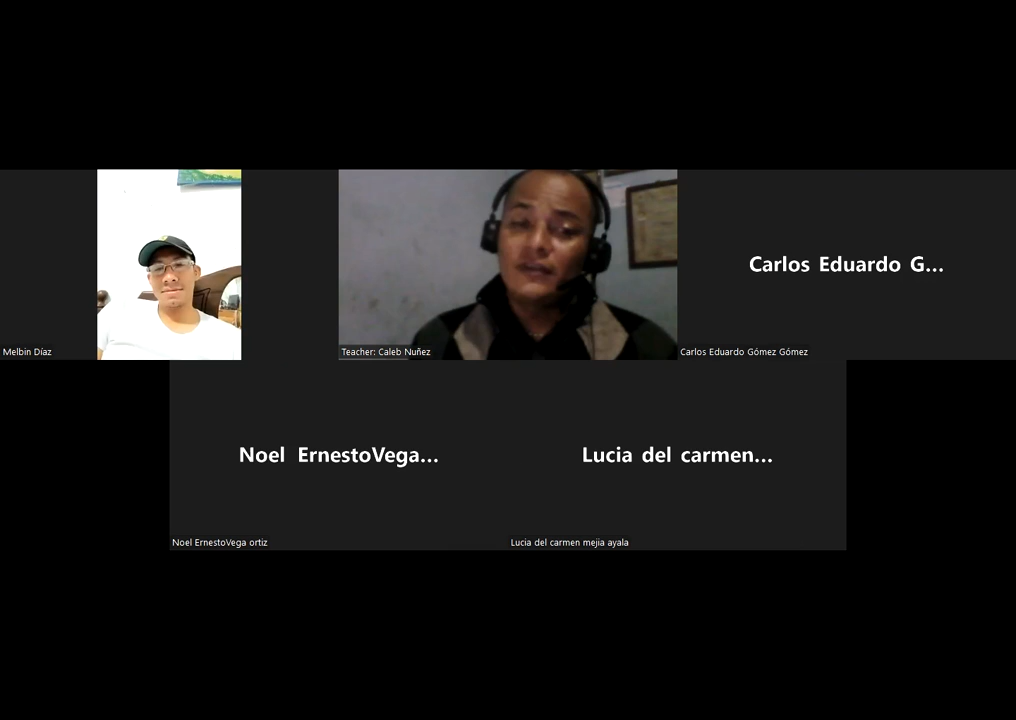 Carlos Eduardo G...
Melbin Díaz
Teacher: Caleb Nuñez
Carlos Eduardo Gómez Gómez
Noel ErnestoVega...
Lucia del carmen...
Noel ErnestoVega ortiz
Lucia del carmen mejia ayala